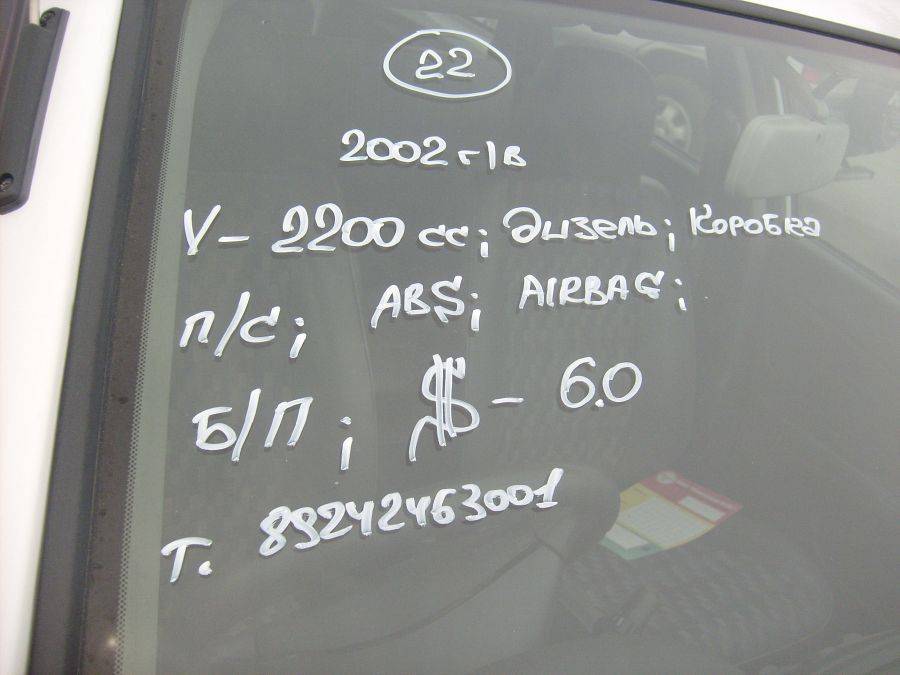 22
2002 г/в
V - 2200 cc; Дизель; Коробка
П/С; ABS; AIRBAG;
Б/П; $ - 6.0
Т. 89242463001